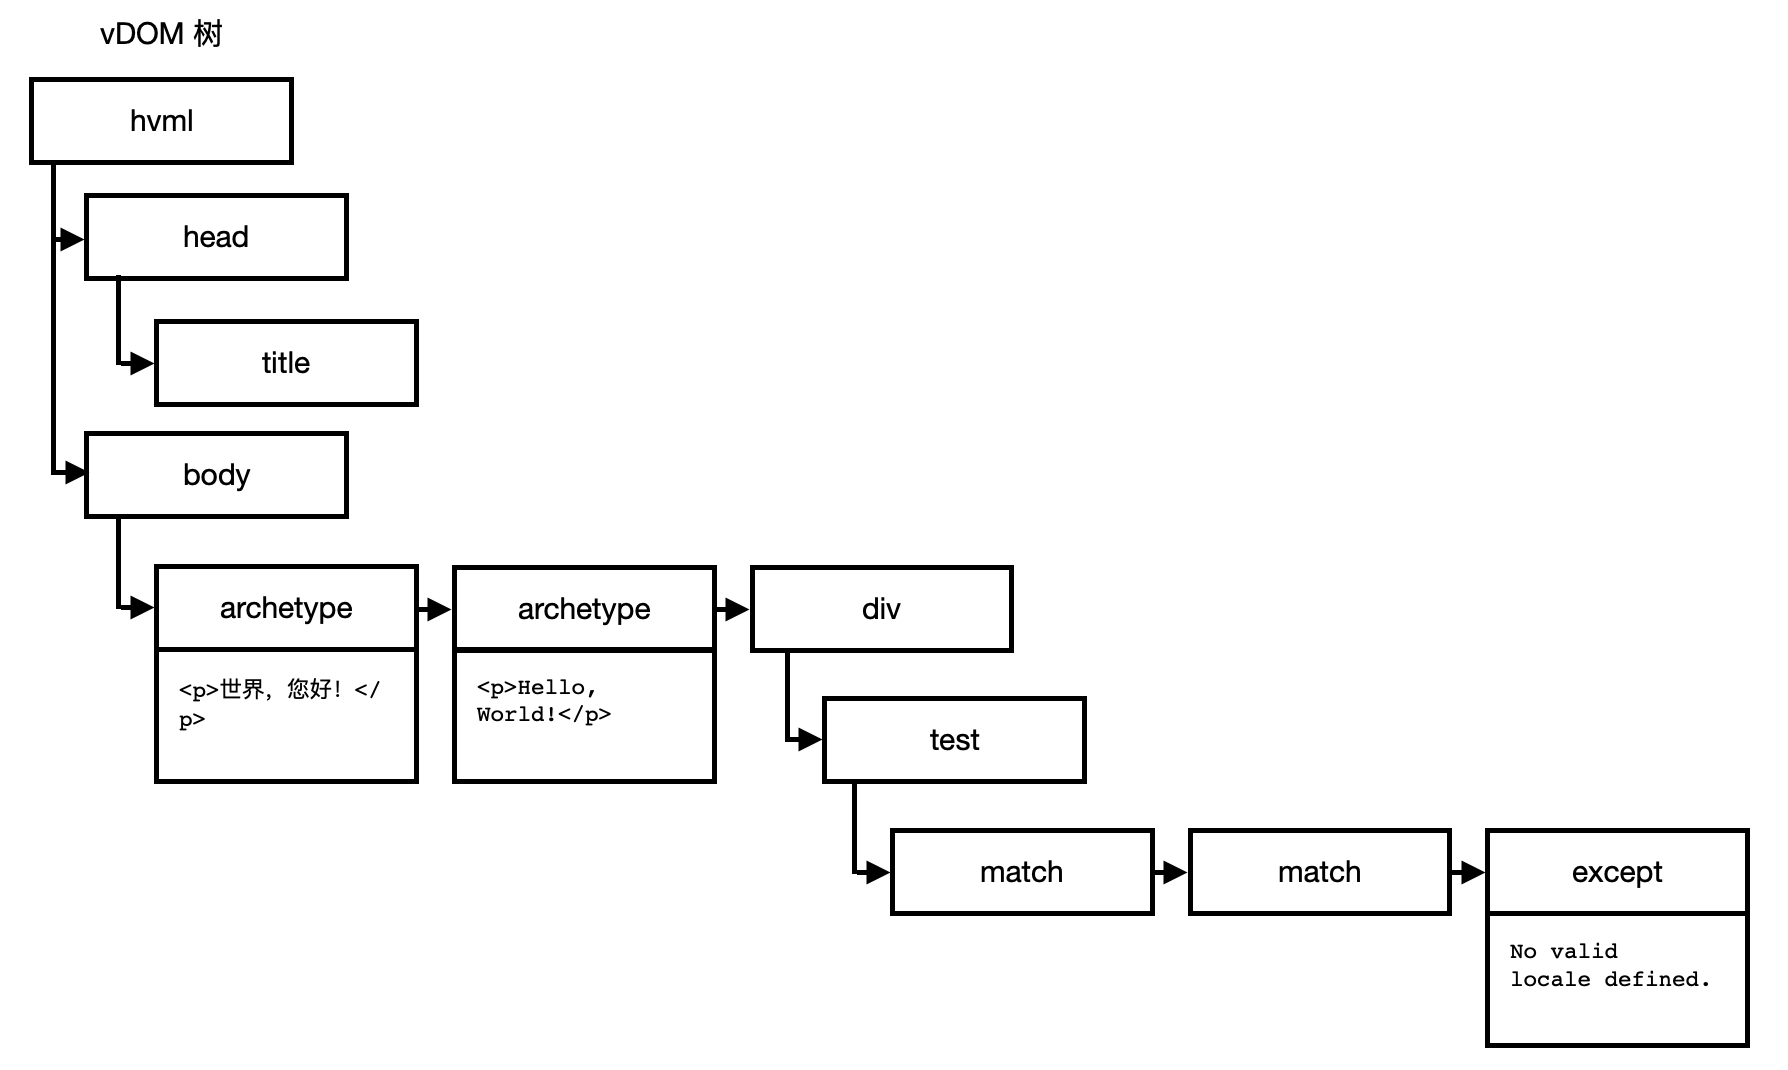 vDOM 树
hvml
head
title
body
archetype
<p>世界，您好！</
p>
archetype
<p>Hello,
World!</p>
div
test
match
match
except
No valid
locale defined.